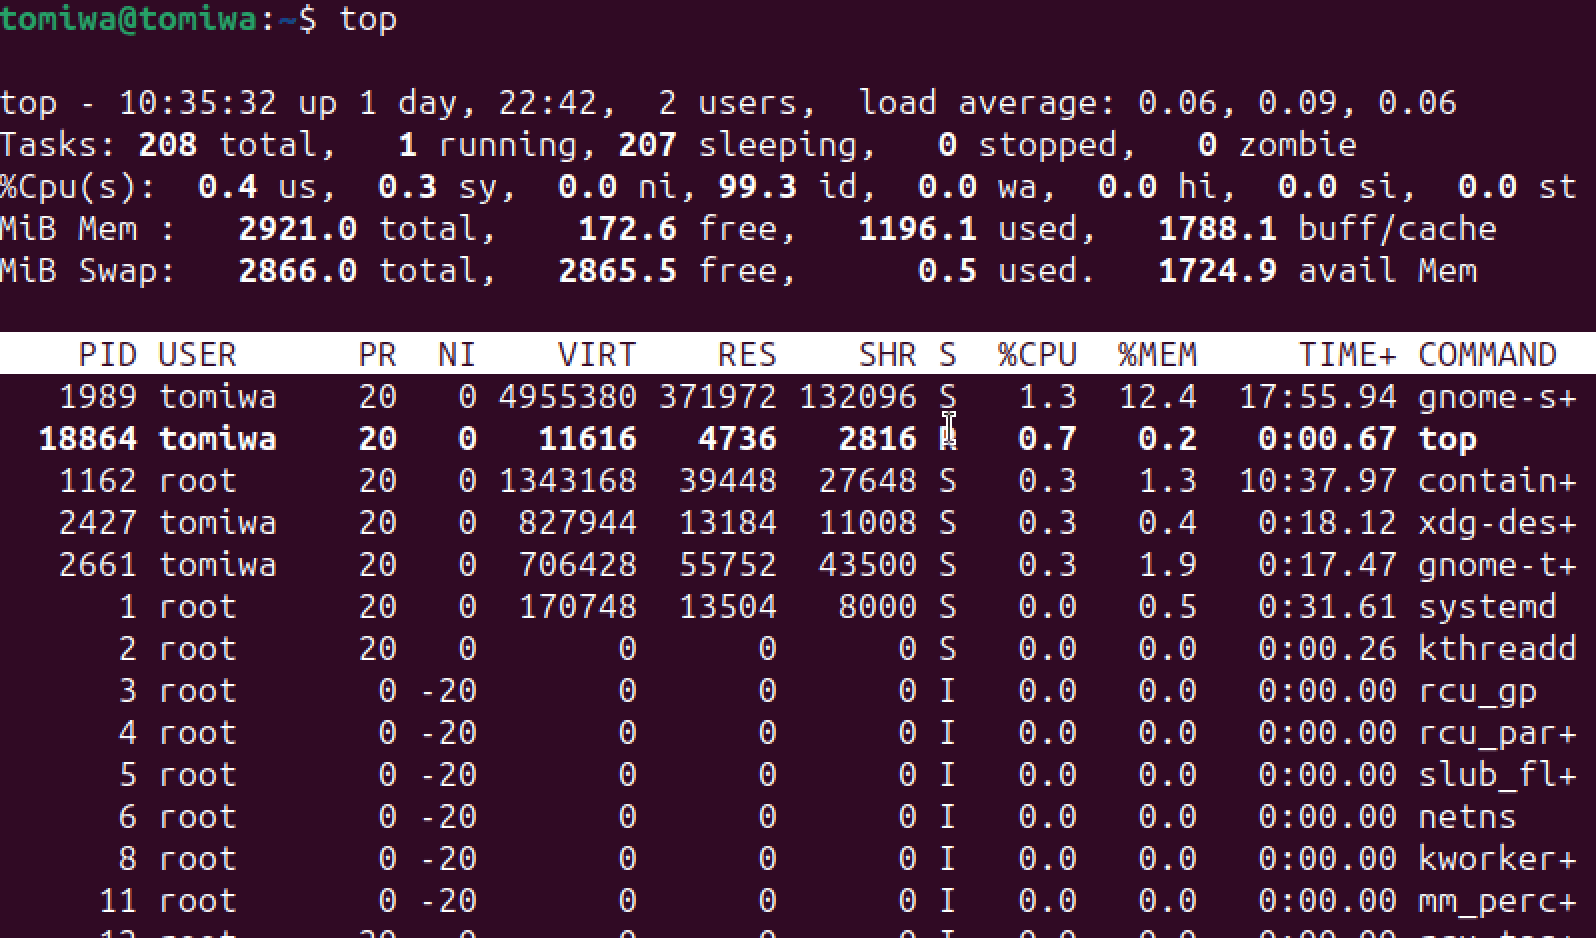 tomiwa@tomiwa:~$ top
top - 10:35:32 up 1 day, 22:42,  2 users,  load average: 0.06, 0.09, 0.06
Tasks: 208 total,   1 running, 207 sleeping,   0 stopped,   0 zombie
%Cpu(s):  0.4 us,  0.3 sy,  0.0 ni, 99.3 id,  0.0 wa,  0.0 hi,  0.0 si,  0.0 st
MiB Mem :   2921.0 total,    172.6 free,   1196.1 used,   1788.1 buff/cache
MiB Swap:   2866.0 total,   2865.5 free,      0.5 used.   1724.9 avail Mem
PID USER PR NI VIRT RES SHR S %CPU %MEM TIME+ COMMAND
1989 tomiwa 20 0 4955380 371972 132096 S 1.3 12.4 17:55.94 gnome-s+
18864 tomiwa 20 0 11616 4736 2816 0.7 0.2 0:00.67 top
1162 root 20 0 1343168 39448 27648 S 0.3 1.3 10:37.97 contain+
2427 tomiwa 20 0 827944 13184 11008 S 0.3 0.4 0:18.12 xdg-des+
2661 tomiwa 20 0 706428 55752 43500 S 0.3 1.9 0:17.47 gnome-t+
1 root 20 0 170748 13504 8000 S 0.0 0.5 0:31.61 systemd
2 root 20 0 0 0 0 S 0.0 0.0 0:00.26 kthreadd
3 root 0 -20 0 0 0 I 0.0 0.0 0:00.00 rcu_gp
4 root 0 -20 0 0 0 I 0.0 0.0 0:00.00 rcu_par+
5 root 0 -20 0 0 0 I 0.0 0.0 0:00.00 slub_fl+
6 root 0 -20 0 0 0 I 0.0 0.0 0:00.00 netns
8 root 0 -20 0 0 0 I 0.0 0.0 0:00.00 kworker+
11 root 0 -20 0 0 0 I 0.0 0.0 0:00.00 mm_perc+